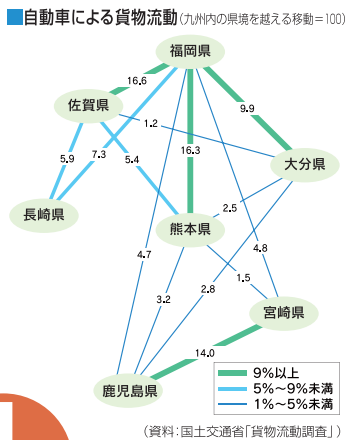 ■自動車による貨物流動(九州内の県境を越える移動=100)
福岡県
16.6
佐賀県
9.9
1.2
5.9
7.3
5.4
16.3
大分県
長崎県
2.5
熊本県
4.7
4.8
3.2
2.8
1.5
宮崎県
14.0
鹿児島県
9%以上
5%〜9%未満
1%〜5%未満
(資料:国土交通省「貨物流動調査」)